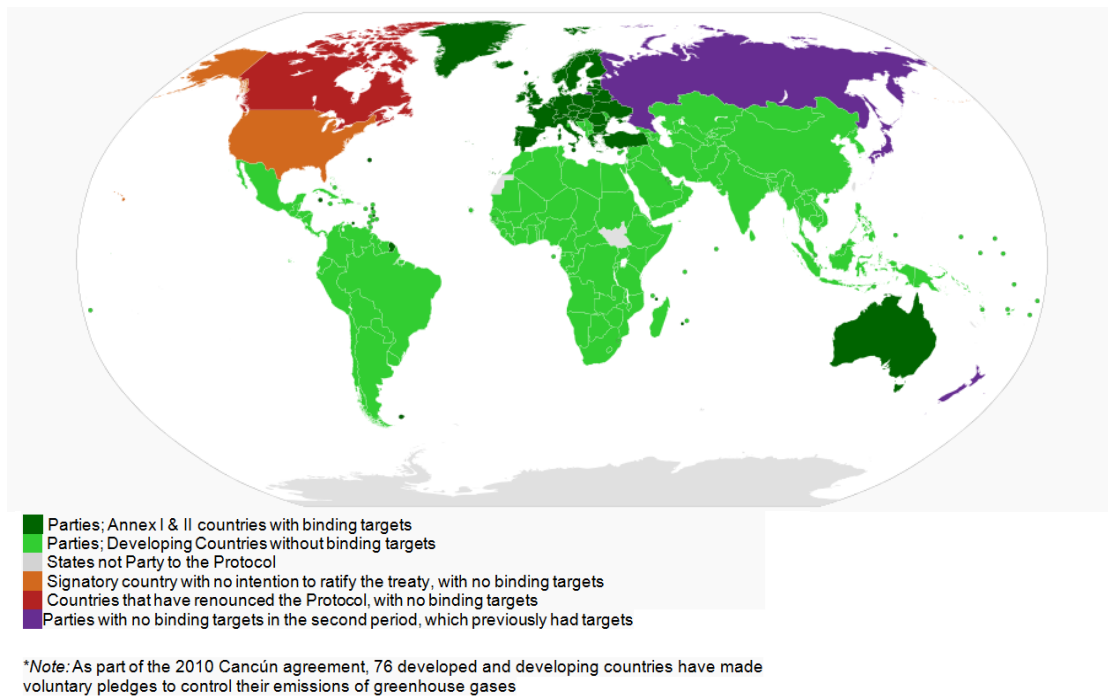 Parties; Annex I & II countries with binding targets
Parties; Developing Countries without binding targets
States not Party to the Protocol
Signatory country with no intention to ratify the treaty, with no binding targets
Countries that have renounced the Protocol, with no binding targets
Parties with no binding targets in the second period, which previously had targets
*Note: As part of the 2010 Cancún agreement, 76 developed and developing countries have made
voluntary pledges to control their emissions of greenhouse gases